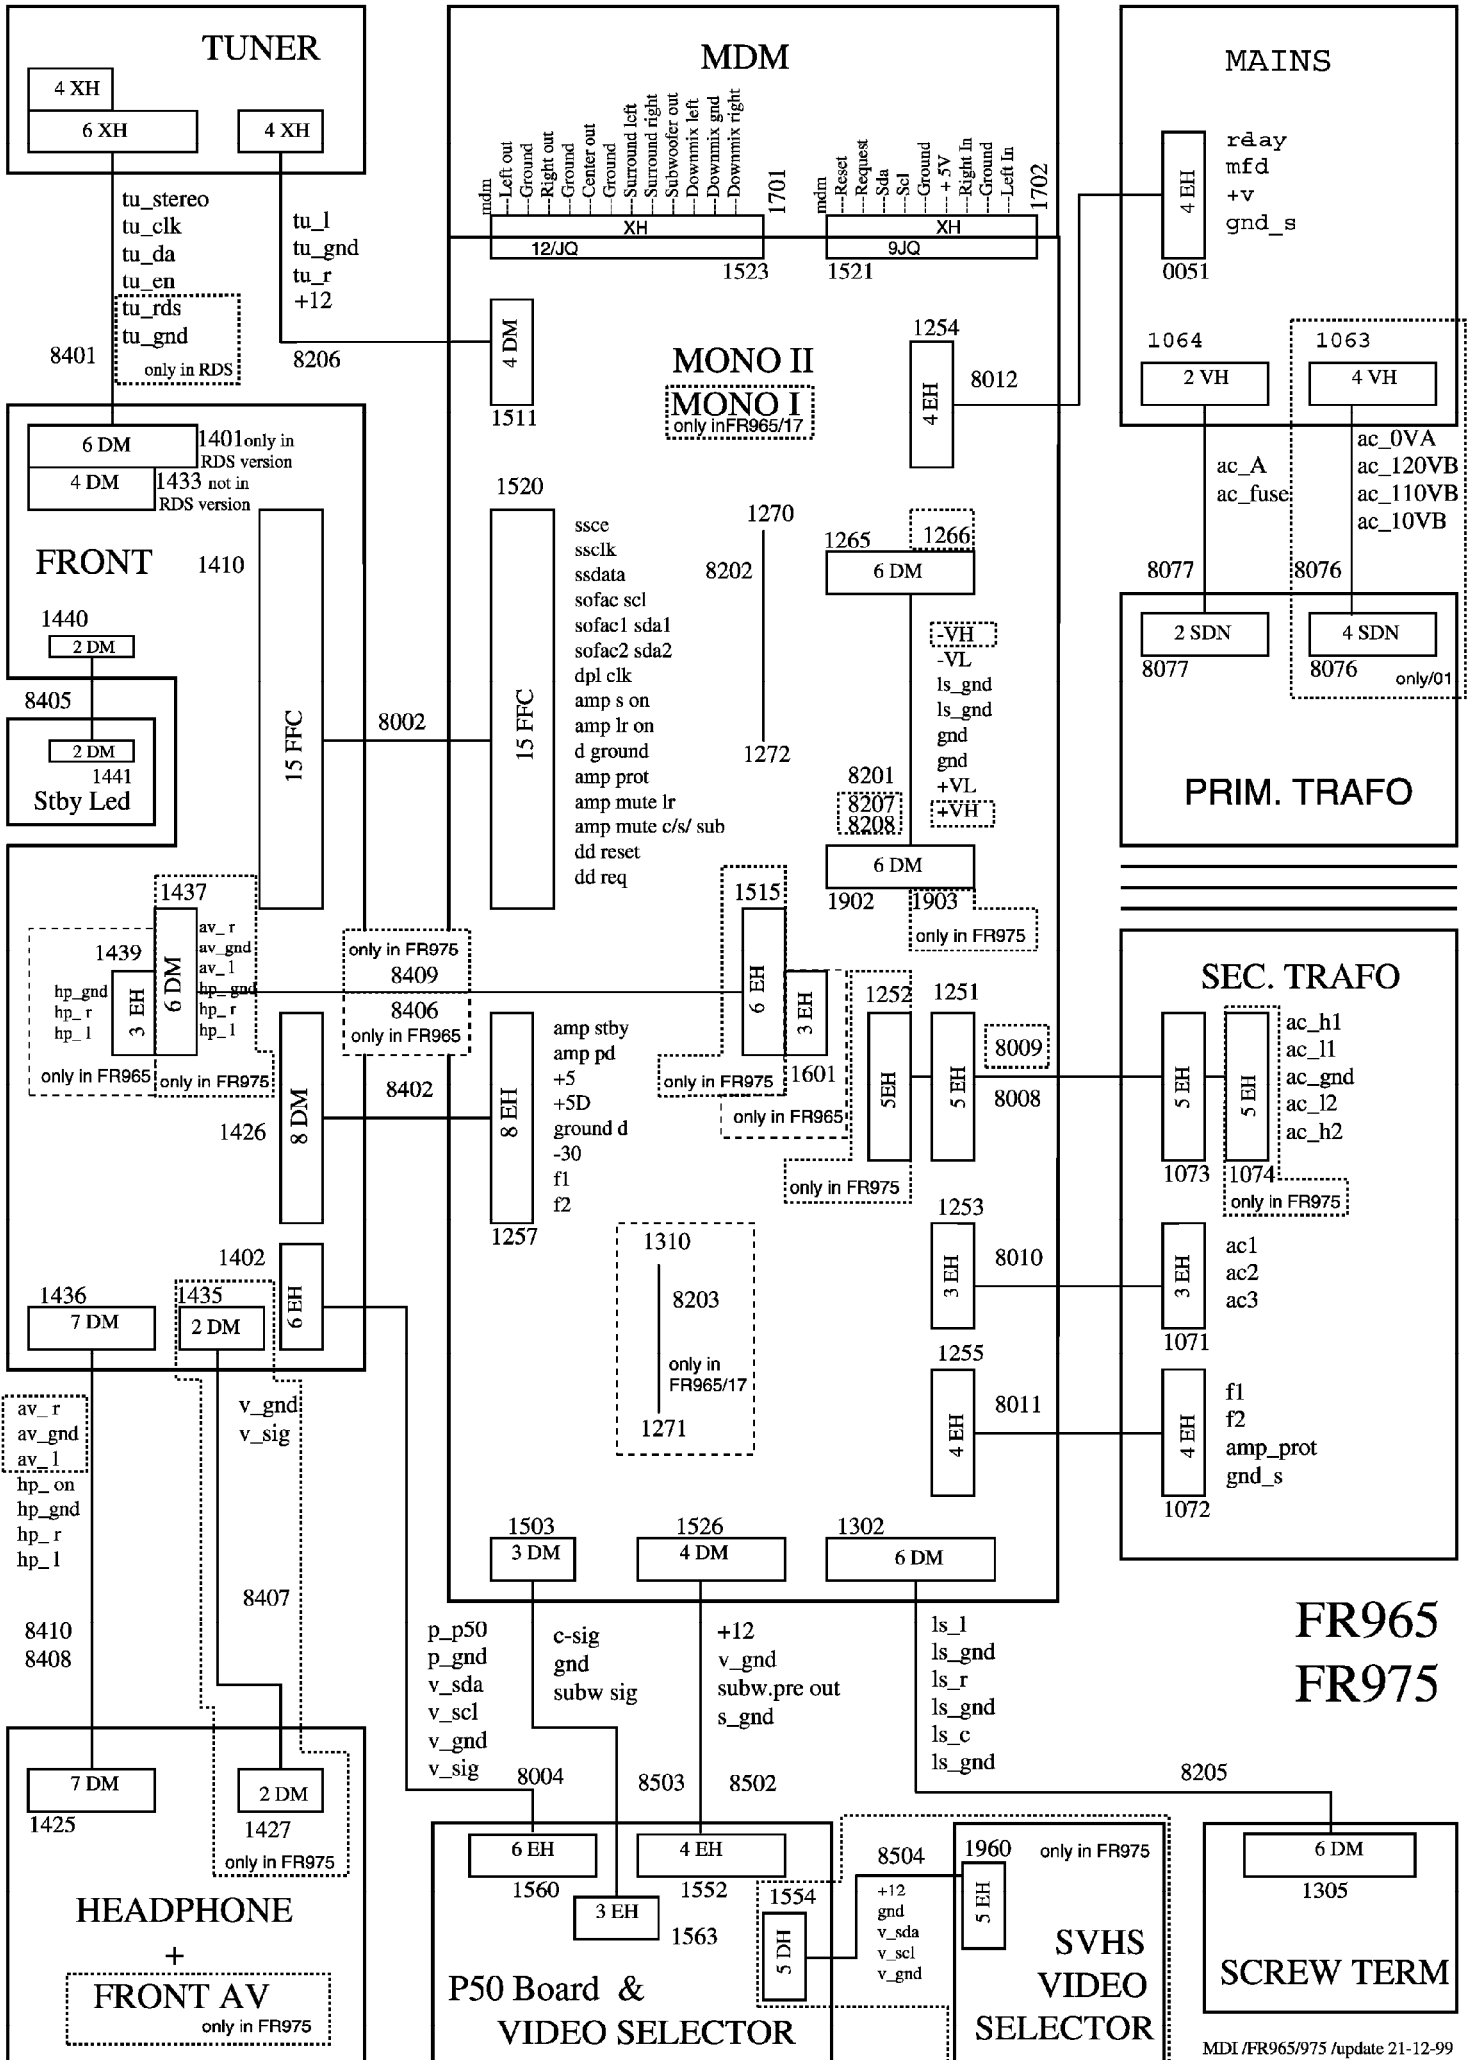 TUNER
4 XH
6 XH
4 XH
tu_stereo
tu_clk
tu_da
tu_en
tu_rds
tu_gnd
only in RDS
8401
tu_l
tu_gnd
tu_r
+12
8206
MDM
mdm
Left out
Ground
Right out
Ground
Center out
Ground
Surround left
Surround right
Subwoofer out
Downmix left
Downmix gnd
Downmix right
1701
XH
12/JQ
1523
mdm
Reset
Request
Sda
Scl
Ground
+ 5V
Right In
Ground
Left In
1702
XH
9JQ
1521
MAINS
4 EH
0051
mfd
+v
gnd_s
1064
2 VH
1063
4 VH
ac_A
ac_fuse
ac_0VA
ac_120VB
ac_110VB
ac_10VB
8077
8076
2 SDN
8077
4 SDN
8076
only/01
PRIM. TRAFO
4 DM
1511
MONO II
MONO I
only inFR965/17
1254
4 EH
8012
6 DM
1401 only in
RDS version
4 DM
1433 not in
RDS version
FRONT
1410
15 FFC
1440
2 DM
8405
2 DM
1441
Stby Led
8002
1520
15 FFC
ssce
ssclk
ssdata
sofac scl
sofac1 sda1
sofac2 sda2
dpl clk
amp s on
amp lr on
d ground
amp prot
amp mute lr
amp mute c/s/ sub
dd reset
dd req
1270
8202
1272
1265
1266
6 DM
-VH
-VL
ls_gnd
ls_gnd
gnd
gnd
+VL
+VH
8201
8207
8208
6 DM
1902
1903
only in FR975
1437
6 DM
av_ r
av_gnd
av_ l
hp_ gnd
hp_ r
hp_ l
1439
3 EH
hp_gnd
hp_ r
hp_ l
only in FR965
only in FR975
only in FR975
8409
8406
only in FR965
8402
1426
8 DM
8 EH
1257
amp stby
amp pd
+5
+5D
ground d
-30
f1
f2
1515
6 EH
3 EH
only in FR975
1601
only in FR965
1252
5EH
only in FR975
1251
5 EH
8009
8008
SEC. TRAFO
5 EH
1073
5 EH
1074
only in FR975
ac_h1
ac_l1
ac_gnd
ac_l2
ac_h2
1253
3 EH
8010
3 EH
1071
ac1
ac2
ac3
1255
4 EH
8011
4 EH
1072
f1
f2
amp_prot
gnd_s
1310
8203
only in
FR965/17
1271
1402
6 EH
1436
7 DM
1435
2 DM
av_ r
av_gnd
av_ l
hp_ on
hp_gnd
hp_ r
hp_ l
8410
8408
v_gnd
v_sig
8407
1503
3 DM
1526
4 DM
1302
6 DM
p_p50
p_gnd
v_sda
v_scl
v_gnd
v_sig
8004
c-sig
gnd
subw sig
+12
v_gnd
subw.pre out
s_gnd
8503
8502
ls_l
ls_gnd
ls_r
ls_gnd
ls_c
ls_gnd
8205
FR965
FR975
7 DM
1425
2 DM
1427
only in FR975
HEADPHONE
+
FRONT AV
only in FR975
6 EH
1560
3 EH
1563
4 EH
1552
1554
5 DH
P50 Board &
VIDEO SELECTOR
8504
+12
gnd
v_sda
v_scl
v_gnd
1960
5 EH
only in FR975
SVHS
VIDEO
SELECTOR
6 DM
1305
SCREW TERM
MDI /FR965/975 /update 21-12-99